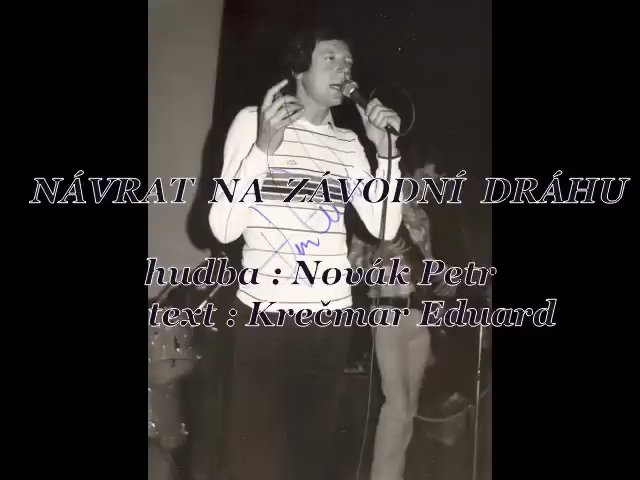 NÁVRAT NA ZÁVODNÍ DRÁHU
hudba : Novák Petr
text : Krečmar Eduard